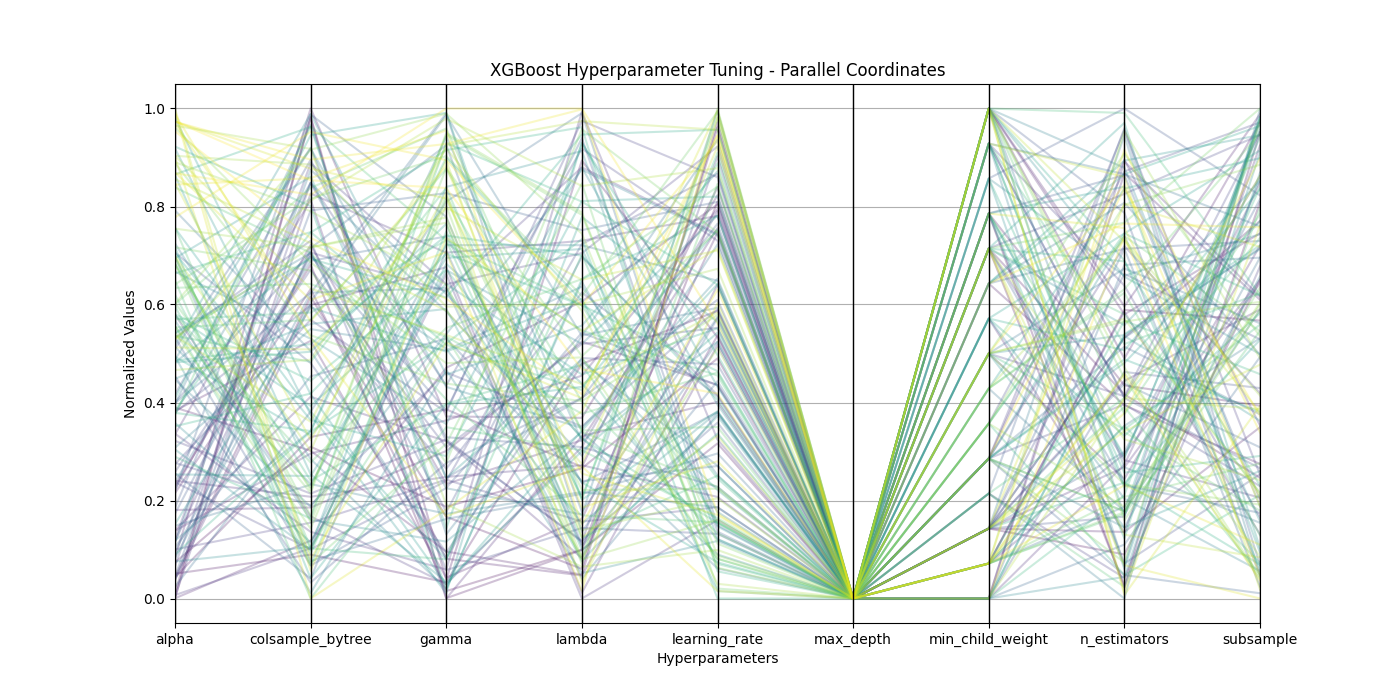 XGBoost Hyperparameter Tuning - Parallel Coordinates
Normalized Values
1.0
0.8
0.6
0.4
0.2
0.0
alpha
colsample_bytree
gamma
lambda
learning_rate
max_depth
min_child_weight
n_estimators
subsample
Hyperparameters